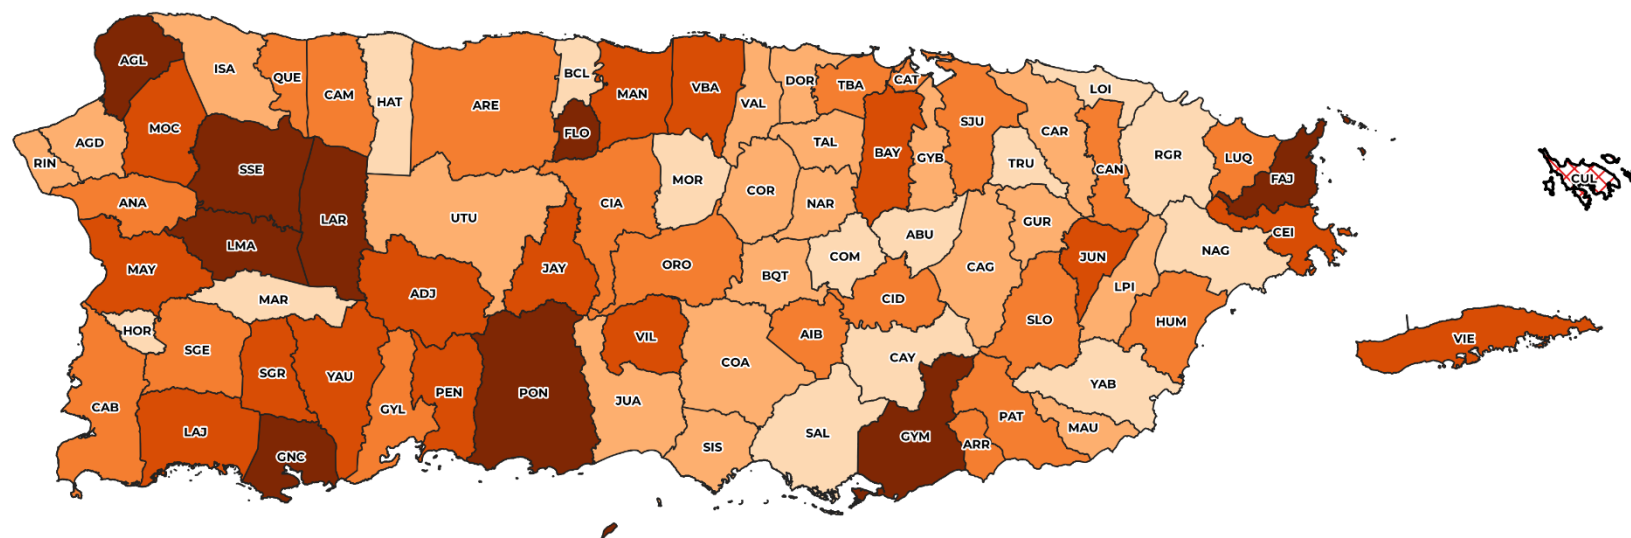 AGL
ISA
QUE
CAM
HAT
ARE
BCL
FLO
MAN
VBA
VAL
DOR
TBA
CAT
SJU
LOI
MOC
AGD
RIN
SSE
LAR
ANA
LMA
MAY
UTU
CIA
MOR
COR
TAL
NAR
BAY
GYB
TRU
CAR
CAN
RGR
LUQ
FAJ
CUL
CEI
NAG
ABU
GUR
COM
BQT
ORO
JAY
ADJ
MAR
HOR
CAG
JUN
LPI
HUM
CID
SLO
VIE
SGE
SGR
YAU
VIL
COA
AIB
CAY
YAB
CAB
LAJ
GNC
GYL
PEN
PON
JUA
SIS
SAL
GYM
ARR
PAT
MAU